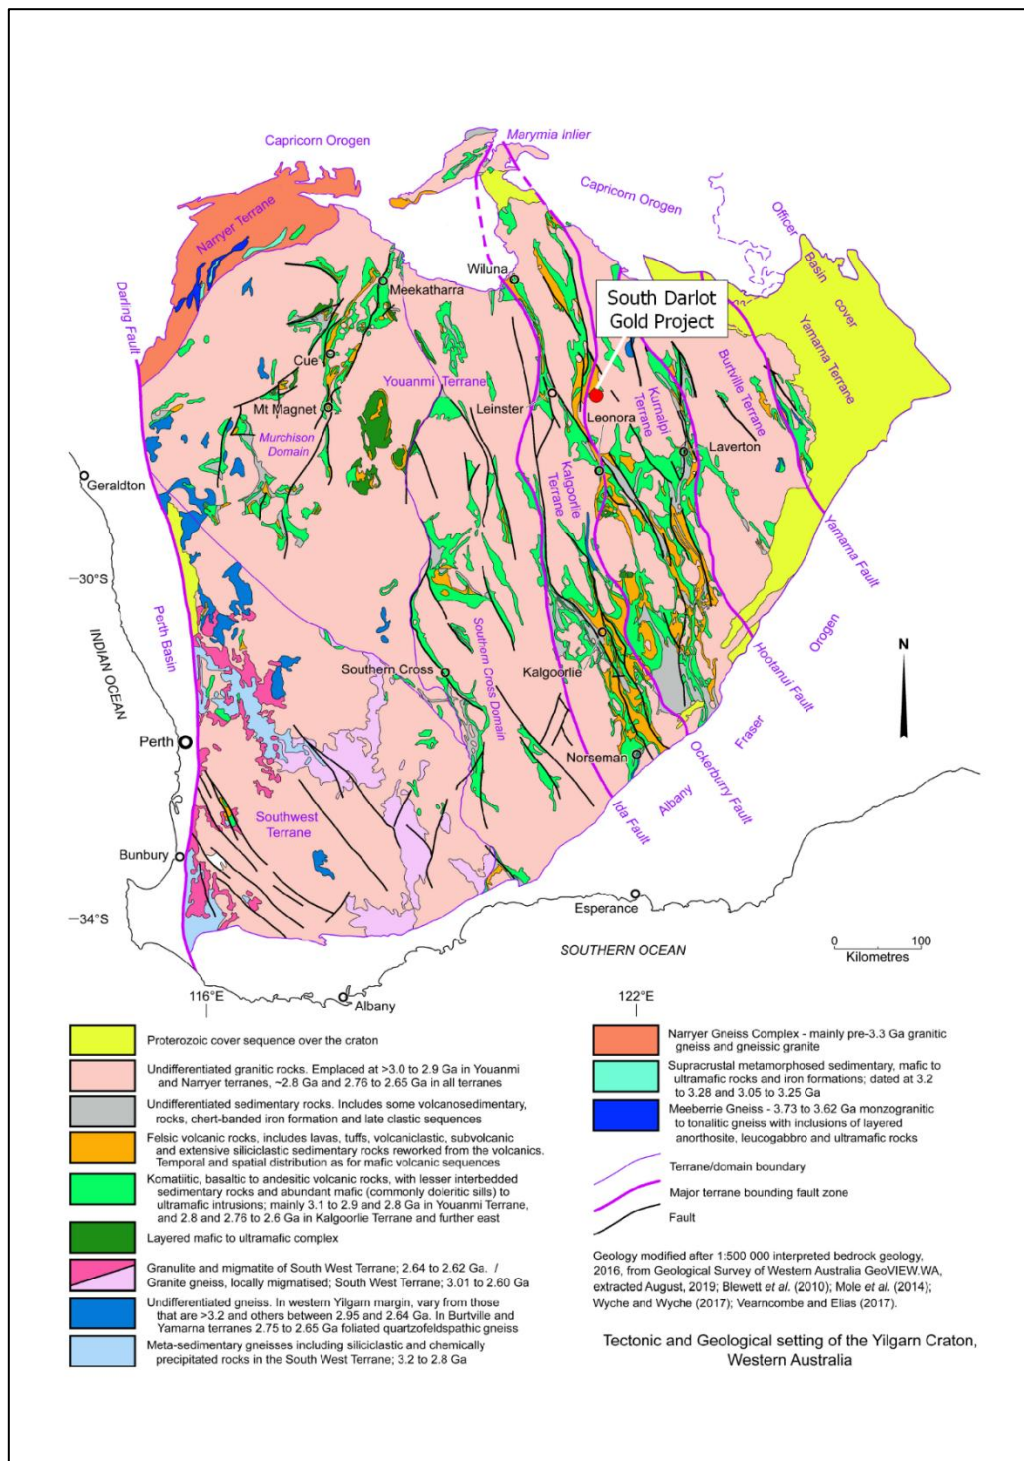 Capricorn Orogen
Marymia Inlier
Capricorn Orogen
Officer
Basin cover
Narryer Terrane
Yamarna Terrane
Wiluna
Meekatharra
South Darlot
Gold Project
Darling Fault
Cue
Youanmi Terrane
Burtville Terrane
Kurnalpi
Terrane
Mt Magnet
Leinster
Leonora
Murchison
Domain
Laverton
Geraldton
Kalgoorlie
Terrane
Yamarna Fault
—30°S
Perth Basin
INDIAN OCEAN
Southern Cross Domain
Orogen
Hootanui Fault
N
Southern Cross
Kalgoorlie
Fraser
Perth
Norseman
Ockerburry Fault
Albany
Ida Fault
Southwest
Terrane
Bunbury
Esperance
—34°S
SOUTHERN OCEAN
0 100
Kilometres
116°E
122°E
Albany
Proterozoic cover sequence over the craton
Undifferentiated granitic rocks. Emplaced at >3.0 to 2.9 Ga in Youanmi
and Narryer terranes, ~2.8 Ga and 2.76 to 2.65 Ga in all terranes
Undifferentiated sedimentary rocks. Includes some volcanosedimentary,
rocks, chert-banded iron formation and late clastic sequences
Felsic volcanic rocks, includes lavas, tuffs, volcaniclastic, subvolcanic
and extensive siliciclastic sedimentary rocks reworked from the volcanics.
Temporal and spatial distribution as for mafic volcanic sequences
Komatiitic, basaltic to andesitic volcanic rocks, with lesser interbedded
sedimentary rocks and abundant mafic (commonly doleritic sills) to
ultramafic intrusions; mainly 3.1 to 2.9 and 2.8 Ga in Youanmi Terrane,
and 2.8 and 2.76 to 2.6 Ga in Kalgoorlie Terrane and further east
Layered mafic to ultramafic complex
Granulite and migmatite of South West Terrane; 2.64 to 2.62 Ga. /
Granite gneiss, locally migmatised; South West Terrane; 3.01 to 2.60 Ga
Undifferentiated gneiss. In western Yilgarn margin, vary from those
that are >3.2 and others between 2.95 and 2.64 Ga. In Burtville and
Yamarna terranes 2.75 to 2.65 Ga foliated quartzofeldspathic gneiss
Meta-sedimentary gneisses including siliciclastic and chemically
precipitated rocks in the South West Terrane; 3.2 to 2.8 Ga
Narryer Gneiss Complex - mainly pre-3.3 Ga granitic
gneiss and gneissic granite
Supracrustal metamorphosed sedimentary, mafic to
ultramafic rocks and iron formations; dated at 3.2
to 3.28 and 3.05 to 3.25 Ga
Meeberrie Gneiss - 3.73 to 3.62 Ga monzogranitic
to tonalitic gneiss with inclusions of layered
anorthosite, leucogabbro and ultramafic rocks
Terrane/domain boundary
Major terrane bounding fault zone
Fault
Geology modified after 1:500 000 interpreted bedrock geology,
2016, from Geological Survey of Western Australia GeoVIEW.WA,
extracted August, 2019; Blewett et al. (2010); Mole et al. (2014);
Wyche and Wyche (2017); Vearncombe and Elias (2017).
Tectonic and Geological setting of the Yilgarn Craton,
Western Australia